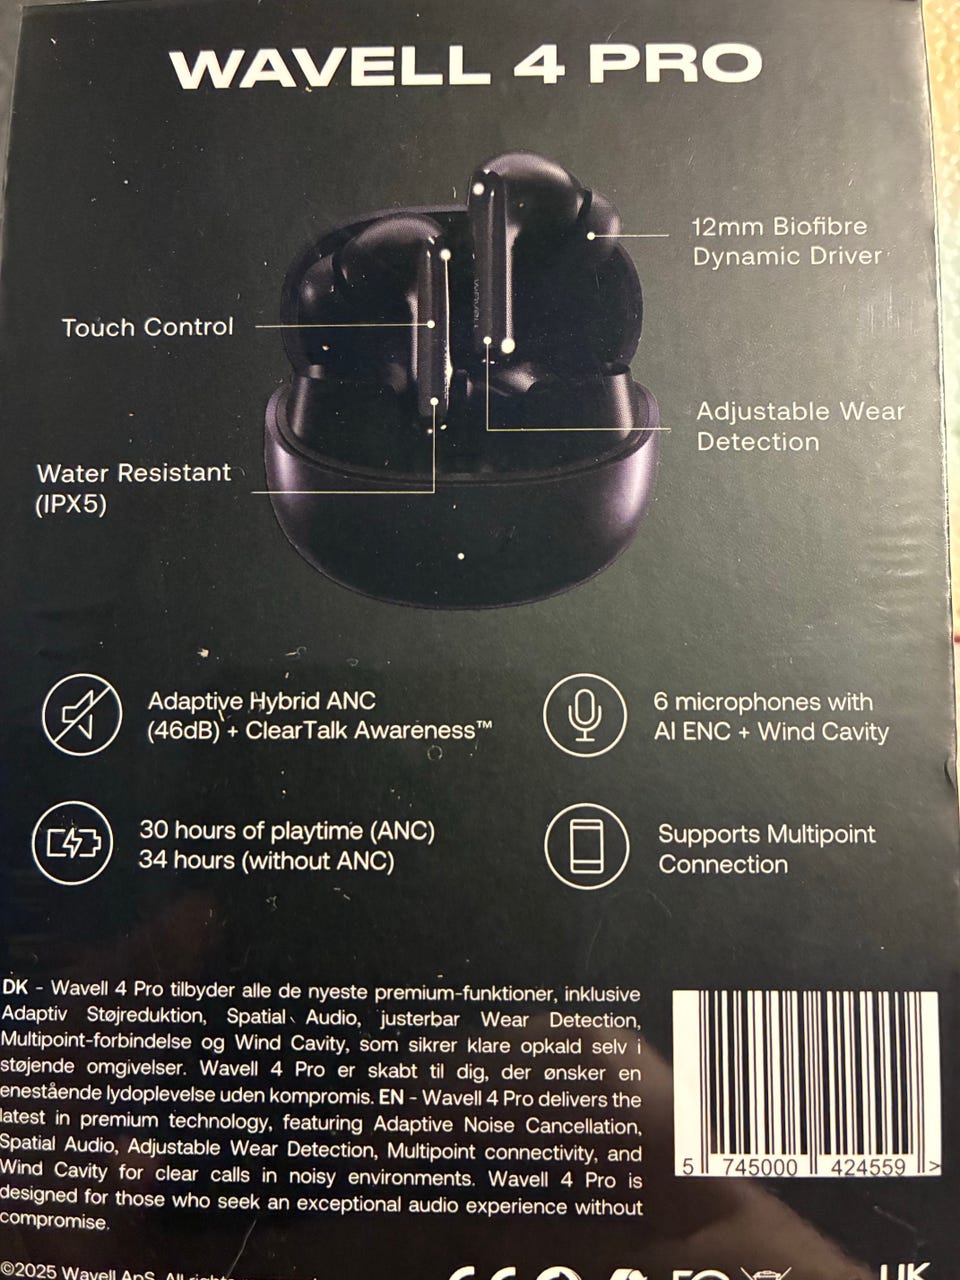 WAVELL 4 PRO
12mm Biofibre
Dynamic Driver
Touch Control
Adjustable Wear
Detection
Water Resistant
(IPX5)
Adaptive Hybrid ANC
(46dB) + ClearTalk Awareness™
6 microphones with
AI ENC + Wind Cavity
30 hours of playtime (ANC)
34 hours (without ANC)
Supports Multipoint
Connection
DK - Wavell 4 Pro tilbyder alle de nyeste premium-funktioner, inklusive
Adaptiv Støjreduktion, Spatial Audio, justerbar Wear Detection,
Multipoint-forbindelse og Wind Cavity, som sikrer klare opkald selv i
støjende omgivelser. Wavell 4 Pro er skabt til dig, der ønsker en
enestående lydoplevelse uden kompromis. EN - Wavell 4 Pro delivers the
latest in premium technology, featuring Adaptive Noise Cancellation,
Spatial Audio, Adjustable Wear Detection, Multipoint connectivity, and
Wind Cavity for clear calls in noisy environments. Wavell 4 Pro is
designed for those who seek an exceptional audio experience without
compromise.
5 745000 424559 >
©2025 Wavell ApS. All rights
UK